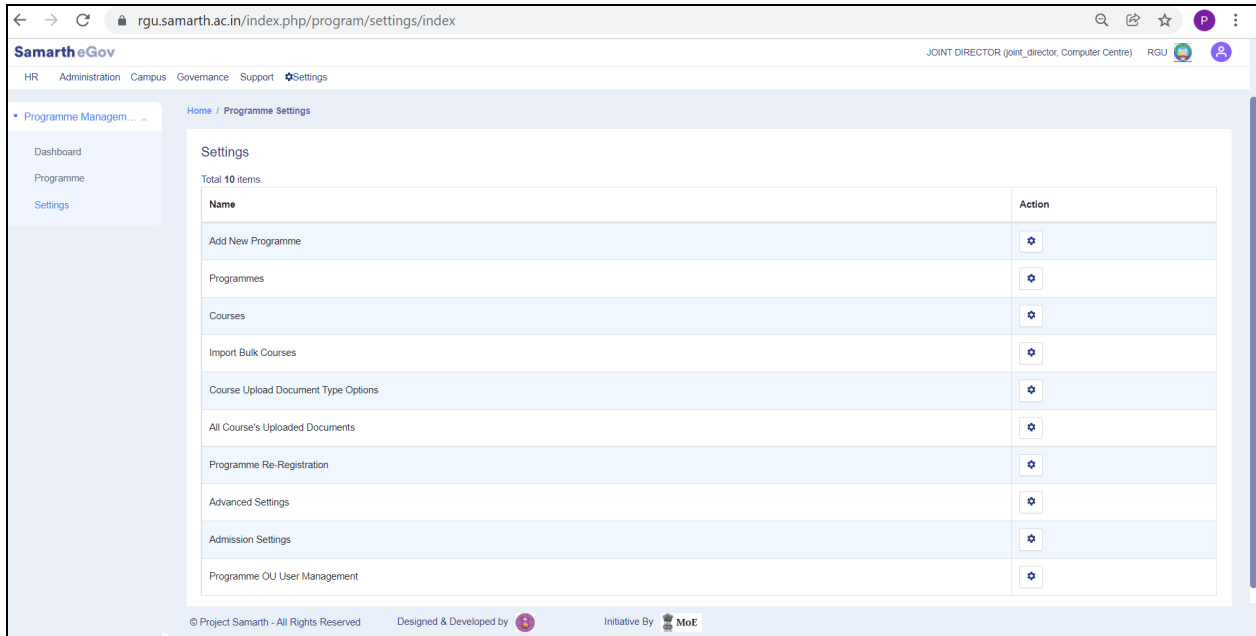 rgu.samarth.ac.in/index.php/program/settings/index
P
Samarth eGov
JOINT DIRECTOR (joint_director, Computer Centre) RGU
HR Administration Campus Governance Support Settings
Programme Managem...
Dashboard
Programme
Settings
Home / Programme Settings
Settings
Total 10 items.
Name Action
Add New Programme
Programmes
Courses
Import Bulk Courses
Course Upload Document Type Options
All Course's Uploaded Documents
Programme Re-Registration
Advanced Settings
Admission Settings
Programme OU User Management
© Project Samarth - All Rights Reserved Designed & Developed by Initiative By MoE